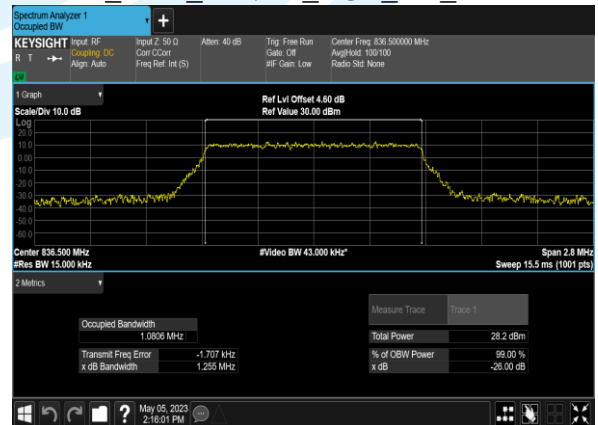 Spectrum Analyzer 1
Occupied BW
+
KEYSIGHT Input: RF Input Z: 50 Ω Atten: 40 dB Trig: Free Run Center Freq: 836.500000 MHz
R T Coupling: DC Corr CCorr Gate: Off Avg|Hold: 100/100
Align: Auto Freq Ref: Int (S) #IF Gain: Low Radio Std: None
LW
1 Graph
Ref Lvl Offset 4.60 dB
Scale/Div 10.0 dB Ref Value 30.00 dBm
Log
20.0
10.0
0.00
-10.0
-20.0
-30.0
-40.0
-50.0
-60.0
Center 836.500 MHz #Video BW 43.000 kHz* Span 2.8 MHz
#Res BW 15.000 kHz Sweep 15.5 ms (1001 pts)
2 Metrics
Measure Trace Trace 1
Occupied Bandwidth
1.0806 MHz Total Power 28.2 dBm
Transmit Freq Error -1.707 kHz % of OBW Power 99.00 %
x dB Bandwidth 1.255 MHz x dB -26.00 dB
? May 05, 2023
2:16:01 PM